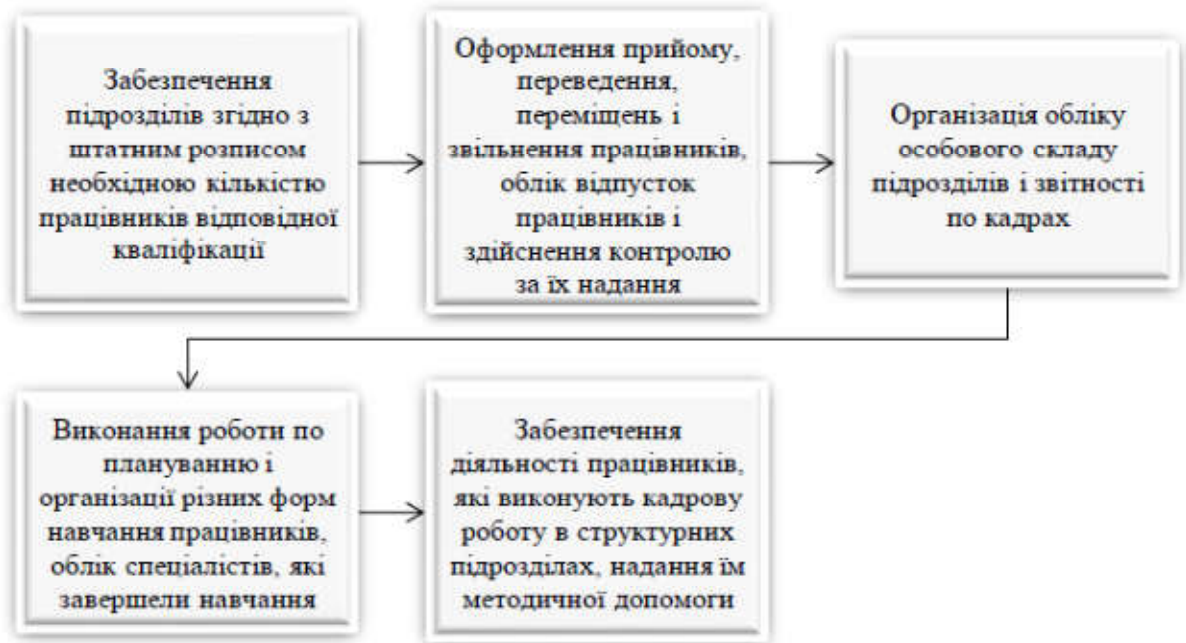 Забезпечення
підрозділів згідно з
штатним розписом
необхідною кількістю
працівників відповідної
кваліфікації
Оформлення прийому,
переведення,
переміщень і
звільнення працівників,
облік відпусток
працівників і
здійснення контролю
за їх надання
Організація обліку
особового складу
підрозділів і звітності
по кадрах
Виконання роботи по
плануванню і
організації різних форм
навчання працівників,
облік спеціалістів, які
завершели навчання
Забезпечення
діяльності працівників,
які виконують кадрову
роботу в структурних
підрозділах, надання їм
методичної допомоги